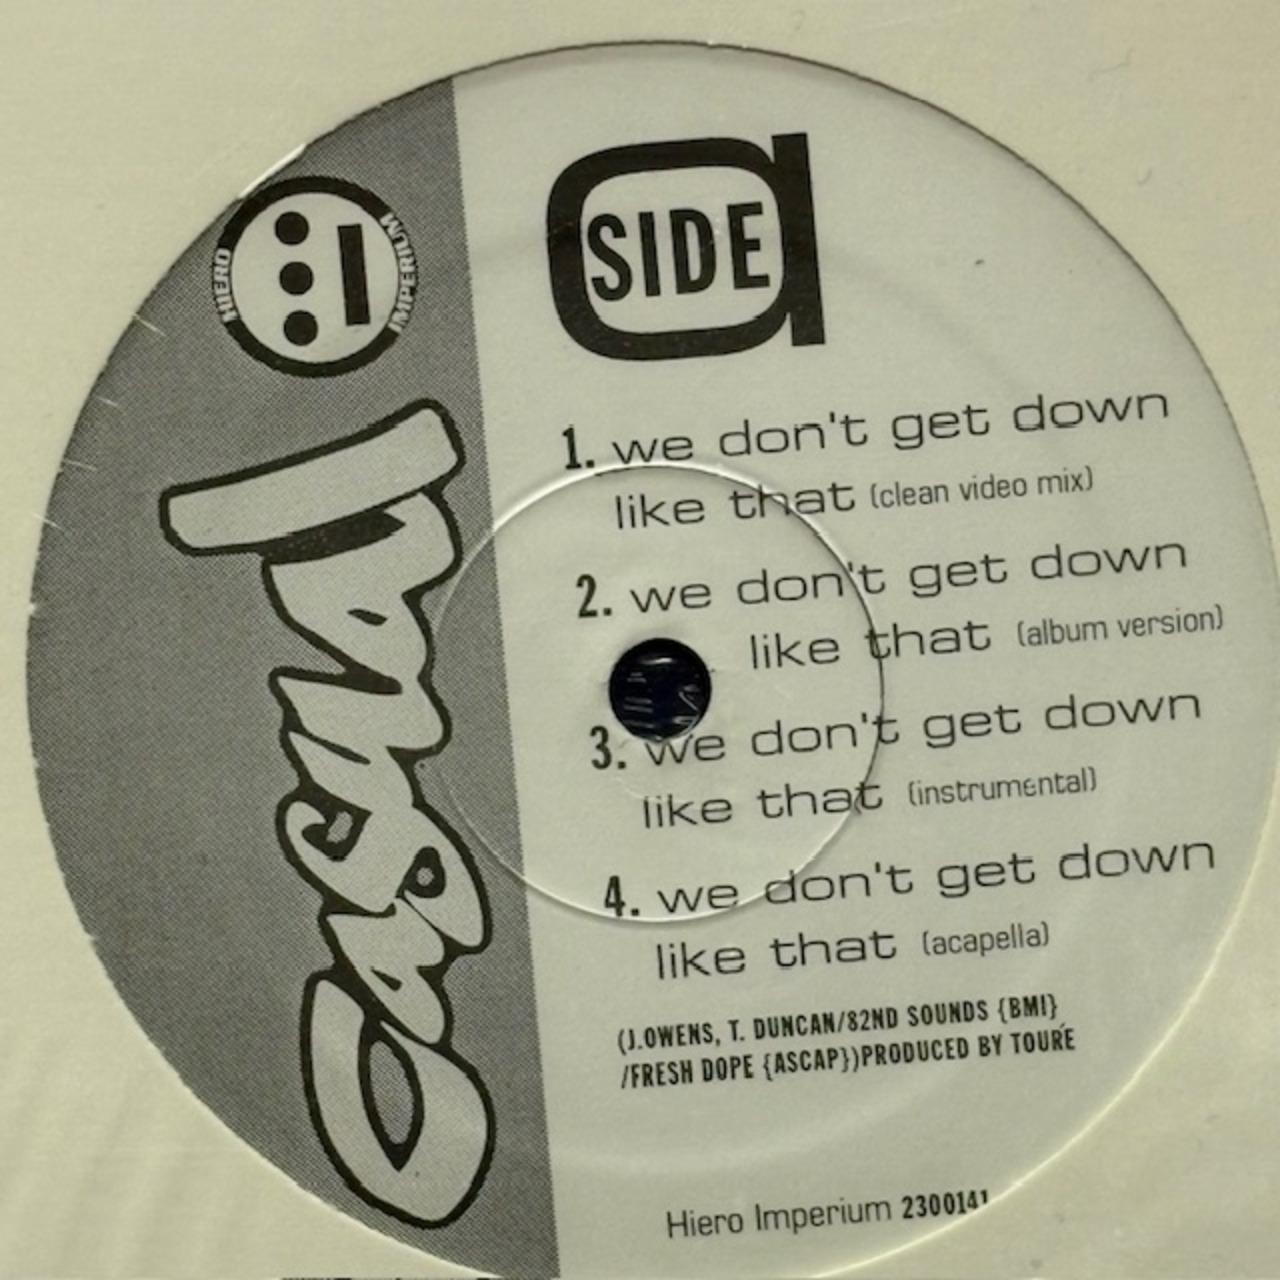 HIERO IMPERIUM
Casual
a
SIDE
1. we don't get down
like that (clean video mix)
2. we don't get down
like that (album version)
3. we don't get down
like that (instrumental)
4. we don't get down
like that (acapella)
(J.OWENS, T. DUNCAN/82ND SOUNDS {BMI}
/FRESH DOPE {ASCAP})PRODUCED BY TOURÉ
Hiero Imperium 2300141